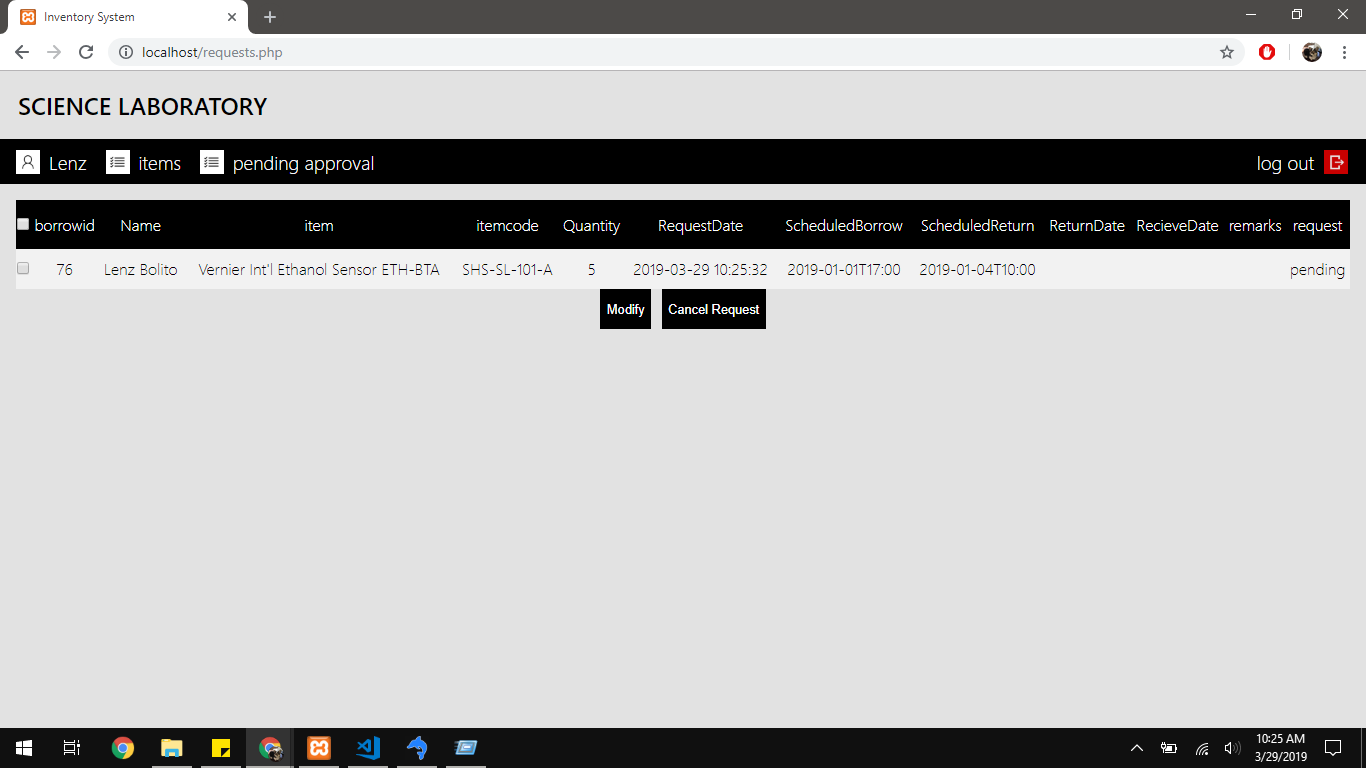 Inventory System
localhost/requests.php
SCIENCE LABORATORY
Lenz items pending approval log out
borrowid Name item itemcode Quantity RequestDate ScheduledBorrow ScheduledReturn ReturnDate RecieveDate remarks request
76 Lenz Bolito Vernier Int'l Ethanol Sensor ETH-BTA SHS-SL-101-A 5 2019-03-29 10:25:32 2019-01-01T17:00 2019-01-04T10:00 pending
Modify Cancel Request
10:25 AM
3/29/2019